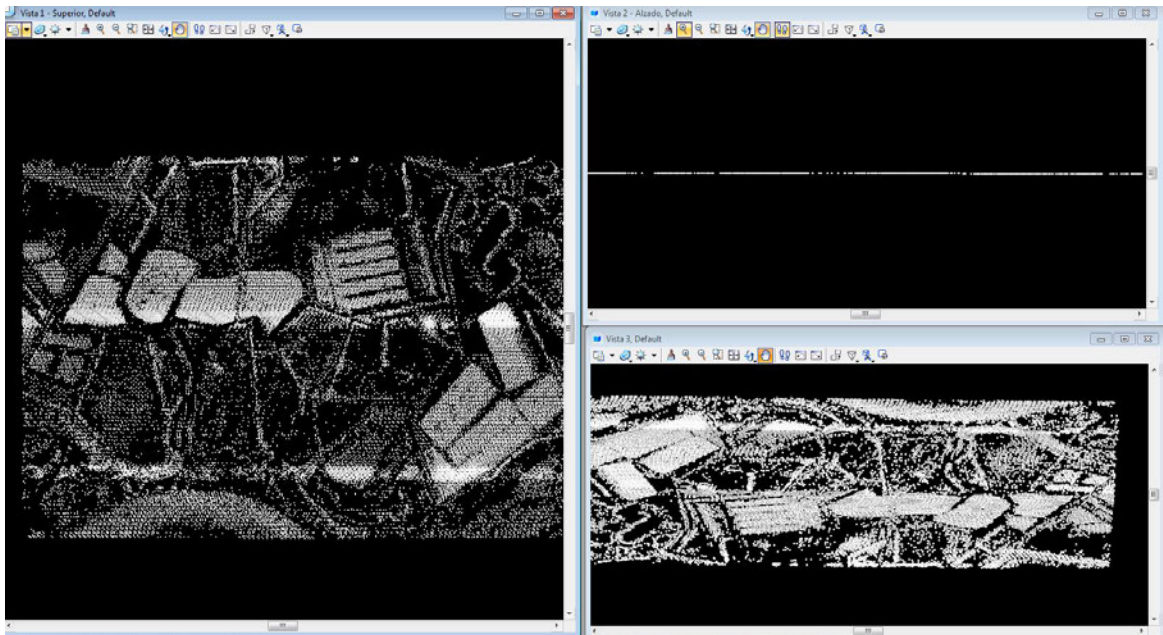 Vista 1 - Superior, Default
Vista 2 - Alzado, Default
Vista 3, Default